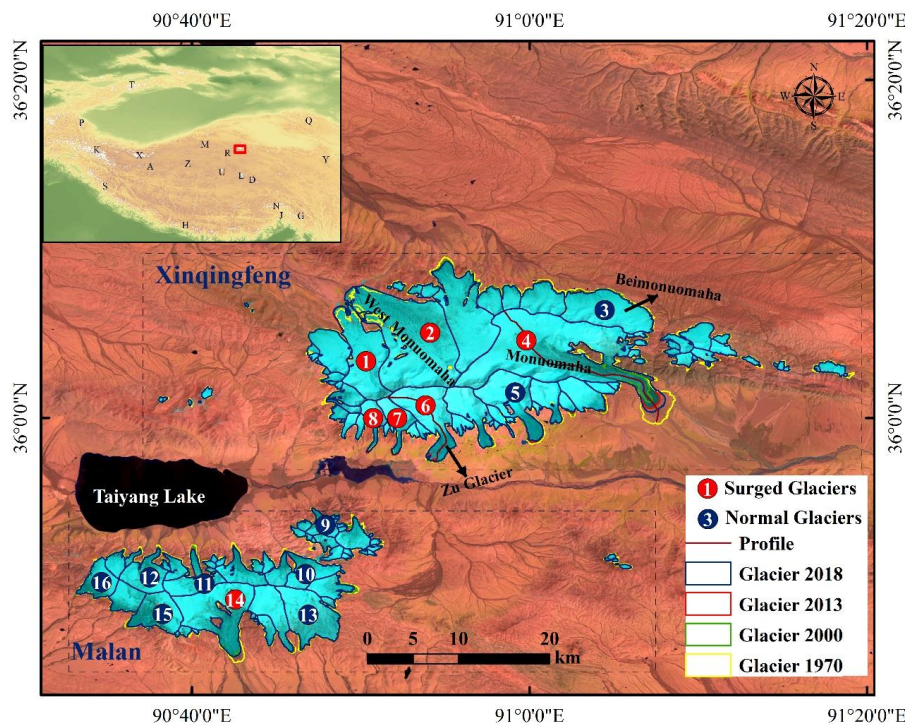 90°40'0"E
91°0'0"E
91°20'0"E
36°20'0"N
36°20'0"N
36°0'0"N
36°0'0"N
T
Q
P
M
K
X
R
Y
A
Z
U
L
D
S
N
J
G
H
N
W
E
S
Xinqingfeng
Beimonuomaha
West Monuomaha
3
2
4
Monuomaha
1
5
6
8
7
Zu Glacier
Taiyang Lake
9
16
12
11
10
14
15
13
Malan
0
5
10
20
km
1 Surged Glaciers
3 Normal Glaciers
Profile
Glacier 2018
Glacier 2013
Glacier 2000
Glacier 1970
90°40'0"E
91°0'0"E
91°20'0"E